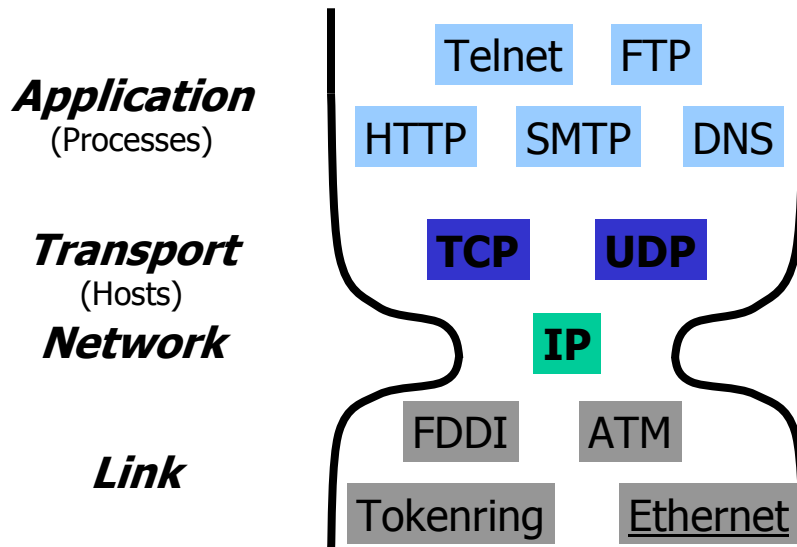 Telnet FTP
Application
(Processes)
HTTP SMTP DNS
Transport
(Hosts)
TCP UDP
Network
IP
FDDI ATM
Link
Tokenring Ethernet